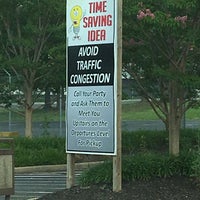 TIME
SAVING
IDEA
AVOID
TRAFFIC
CONGESTION
Call Your Party
and Ask Them to
Meet You
Upstairs on the
Departures Level
For Pickup